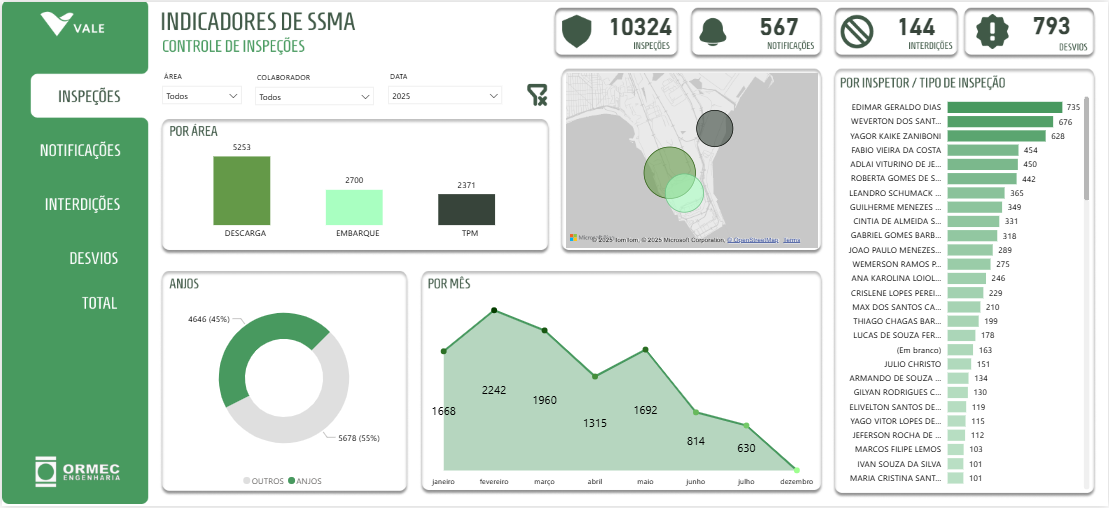 VALE
INSPEÇÕES
NOTIFICAÇÕES
INTERDIÇÕES
DESVIOS
TOTAL
ORMEC
ENGENHARIA
INDICADORES DE SSMA
CONTROLE DE INSPEÇÕES
10324
INSPEÇÕES
567
NOTIFICAÇÕES
144
INTERDIÇÕES
793
DESVIOS
ÁREA
Todos
COLABORADOR
Todos
DATA
2025
POR ÁREA
5253
2700
2371
DESCARGA
EMBARQUE
TPM
Microsoft
© 2025 TomTom, © 2025 Microsoft Corporation, © OpenStreetMap Terms
ANJOS
4646 (45%)
5678 (55%)
OUTROS
ANJOS
POR MÊS
1668
2242
1960
1315
1692
814
630
janeiro
fevereiro
março
abril
maio
junho
julho
dezembro
POR INSPETOR / TIPO DE INSPEÇÃO
EDIMAR GERALDO DIAS 735
WEVERTON DOS SANT... 676
YAGOR KAIKE ZANIBONI 628
FABIO VIEIRA DA COSTA 454
ADLAI VITURINO DE JE... 450
ROBERTA GOMES DE S... 442
LEANDRO SCHUMACK ... 365
GUILHERME MENEZES ... 349
CINTIA DE ALMEIDA S... 331
GABRIEL GOMES BARB... 318
JOAO PAULO MENEZES... 289
WEMERSON RAMOS P... 275
ANA KAROLINA LOIOL... 246
CRISLENE LOPES PEREI... 229
MAX DOS SANTOS CA... 210
THIAGO CHAGAS BAR... 199
LUCAS DE SOUZA FER... 178
(Em branco) 163
JULIO CHRISTO 151
ARMANDO DE SOUZA ... 134
GILYAN RODRIGUES C... 130
ELIVELTON SANTOS DE... 119
YAGO VITOR LOPES DE... 115
JEFERSON ROCHA DE ... 112
MARCOS FILIPE LEMOS 103
IVAN SOUZA DA SILVA 101
MARIA CRISTINA SANT... 101